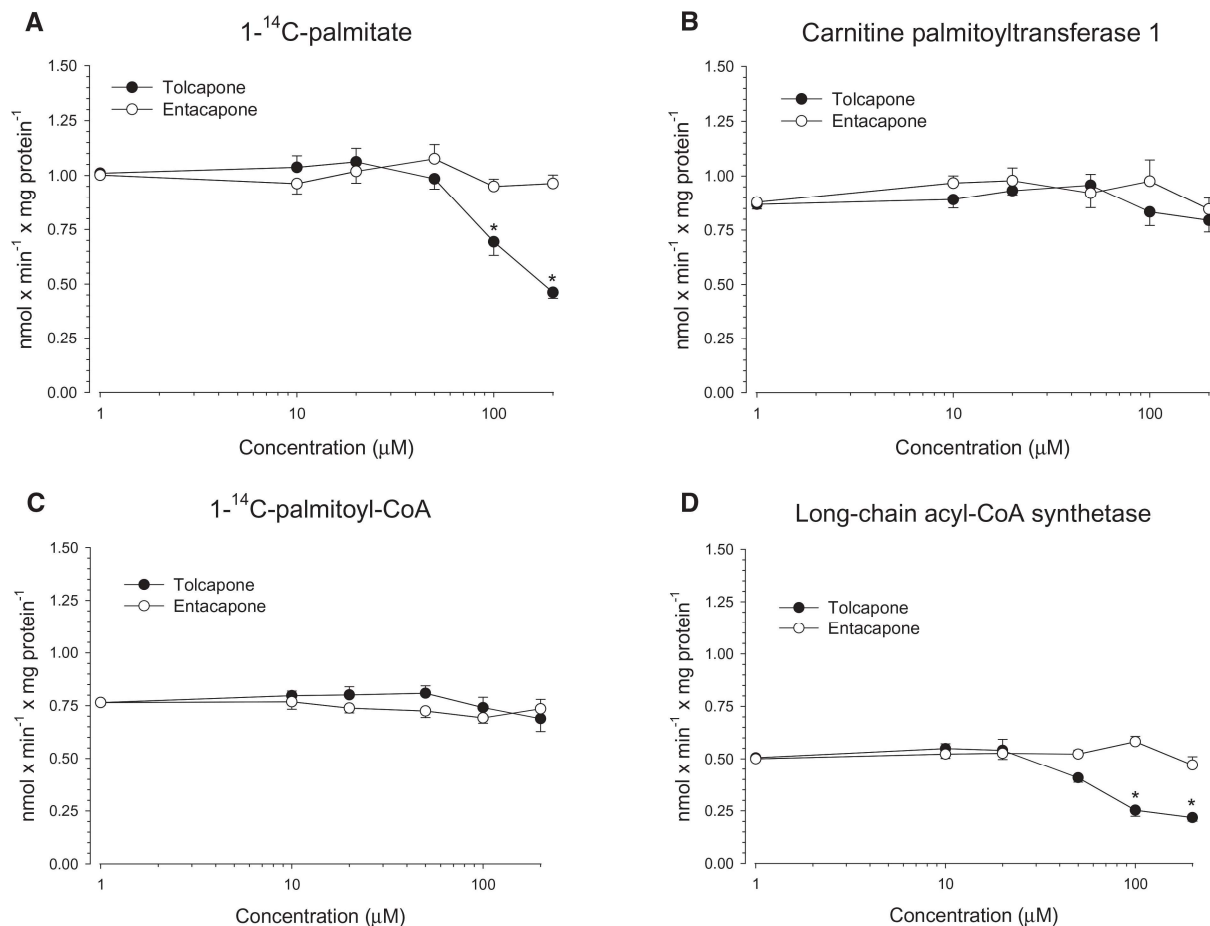 A
1-¹⁴C-palmitate
nmol x min⁻¹ x mg protein⁻¹
1.50
1.25
1.00
0.75
0.50
0.25
0.00
Tolcapone
Entacapone
*
*
1
10
100
Concentration (μM)
B
Carnitine palmitoyltransferase 1
nmol x min⁻¹ x mg protein⁻¹
1.50
1.25
1.00
0.75
0.50
0.25
0.00
Tolcapone
Entacapone
1
10
100
Concentration (μM)
C
1-¹⁴C-palmitoyl-CoA
nmol x min⁻¹ x mg protein⁻¹
1.50
1.25
1.00
0.75
0.50
0.25
0.00
Tolcapone
Entacapone
1
10
100
Concentration (μM)
D
Long-chain acyl-CoA synthetase
nmol x min⁻¹ x mg protein⁻¹
1.50
1.25
1.00
0.75
0.50
0.25
0.00
Tolcapone
Entacapone
*
*
1
10
100
Concentration (μM)